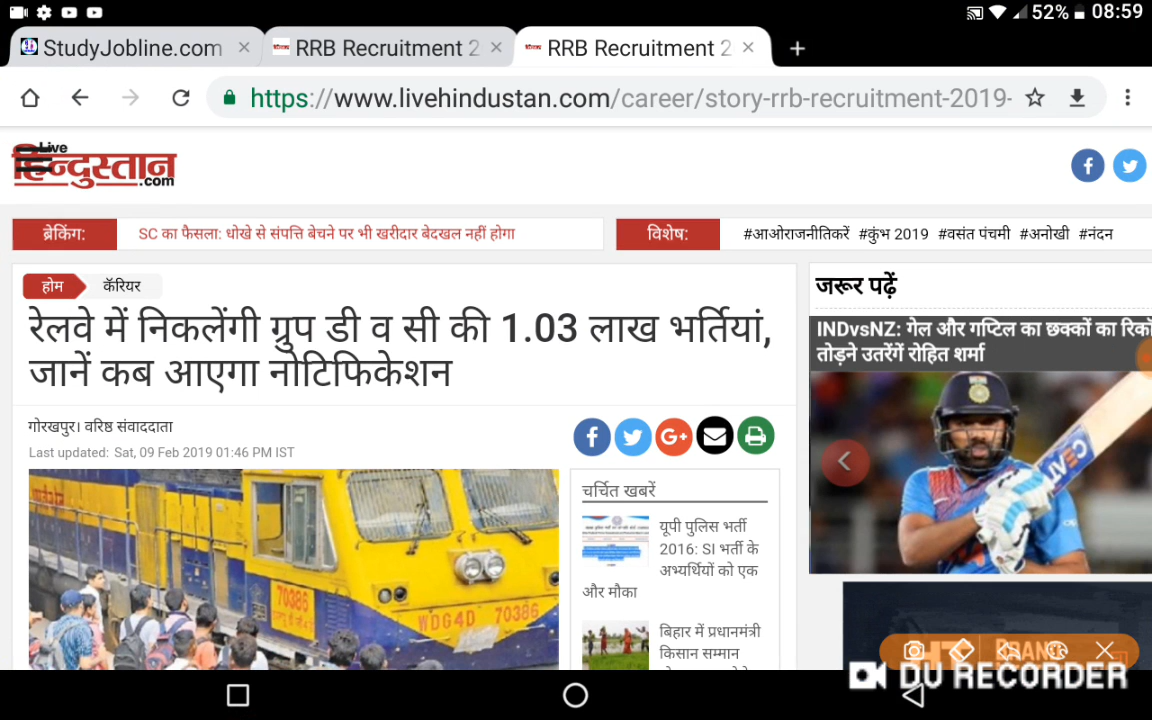 52% 08:59
StudyJobline.com
RRB Recruitment 2
RRB Recruitment 2
https://www.livehindustan.com/career/story-rrb-recruitment-2019-
Live
हिन्दुस्तान
.com
ब्रेकिंग:
SC का फैसला: धोखे से संपत्ति बेचने पर भी खरीदार बेदखल नहीं होगा
विशेष:
#आओराजनीतिकरें #कुंभ 2019 #वसंत पंचमी #अनोखी #नंदन
होम
कॅरियर
रेलवे में निकलेंगी ग्रुप डी व सी की 1.03 लाख भर्तियां,
जानें कब आएगा नोटिफिकेशन
गोरखपुर। वरिष्ठ संवाददाता
Last updated: Sat, 09 Feb 2019 01:46 PM IST
G+
70386
WDG4D 70386
चर्चित खबरें
यूपी पुलिस भर्ती
2016: SI भर्ती के
अभ्यर्थियों को एक
और मौका
बिहार में प्रधानमंत्री
किसान सम्मान
जरूर पढ़ें
INDvsNZ: गेल और गप्टिल का छक्कों का रिकॉ
तोड़ने उतरेंगें रोहित शर्मा
CEAT
DU RECORDER